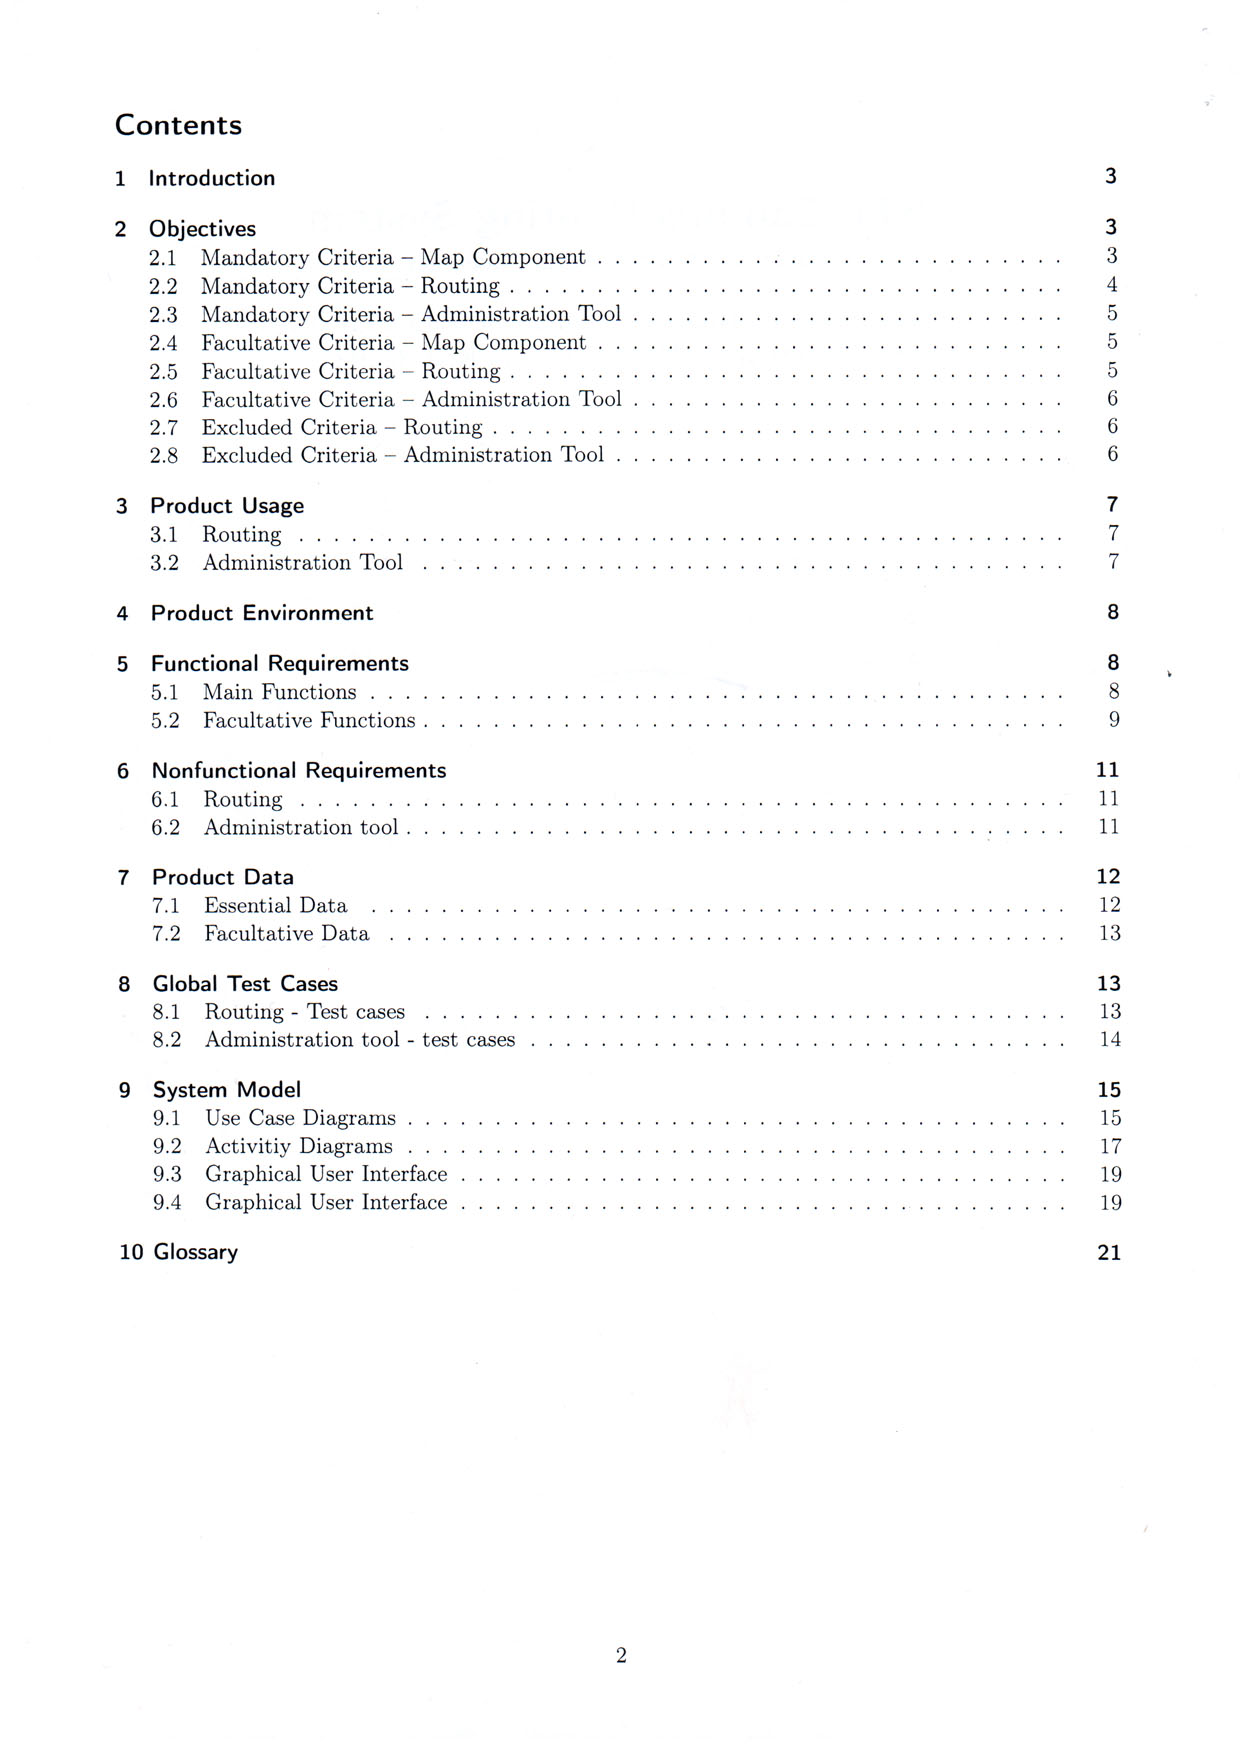 Contents
1 Introduction 3
2 Objectives 3
2.1 Mandatory Criteria – Map Component . . . . . . . . . . . . . . . . . . . . . . . . . . . 3
2.2 Mandatory Criteria – Routing . . . . . . . . . . . . . . . . . . . . . . . . . . . . . . . . 4
2.3 Mandatory Criteria – Administration Tool . . . . . . . . . . . . . . . . . . . . . . . . . 5
2.4 Facultative Criteria – Map Component . . . . . . . . . . . . . . . . . . . . . . . . . . . 5
2.5 Facultative Criteria – Routing . . . . . . . . . . . . . . . . . . . . . . . . . . . . . . . . 5
2.6 Facultative Criteria – Administration Tool . . . . . . . . . . . . . . . . . . . . . . . . . 6
2.7 Excluded Criteria – Routing . . . . . . . . . . . . . . . . . . . . . . . . . . . . . . . . . 6
2.8 Excluded Criteria – Administration Tool . . . . . . . . . . . . . . . . . . . . . . . . . . 6
3 Product Usage 7
3.1 Routing . . . . . . . . . . . . . . . . . . . . . . . . . . . . . . . . . . . . . . . . . . . . 7
3.2 Administration Tool . . . . . . . . . . . . . . . . . . . . . . . . . . . . . . . . . . . . . 7
4 Product Environment 8
5 Functional Requirements 8
5.1 Main Functions . . . . . . . . . . . . . . . . . . . . . . . . . . . . . . . . . . . . . . . . 8
5.2 Facultative Functions . . . . . . . . . . . . . . . . . . . . . . . . . . . . . . . . . . . . . 9
6 Nonfunctional Requirements 11
6.1 Routing . . . . . . . . . . . . . . . . . . . . . . . . . . . . . . . . . . . . . . . . . . . . 11
6.2 Administration tool . . . . . . . . . . . . . . . . . . . . . . . . . . . . . . . . . . . . . . 11
7 Product Data 12
7.1 Essential Data . . . . . . . . . . . . . . . . . . . . . . . . . . . . . . . . . . . . . . . . 12
7.2 Facultative Data . . . . . . . . . . . . . . . . . . . . . . . . . . . . . . . . . . . . . . . 13
8 Global Test Cases 13
8.1 Routing - Test cases . . . . . . . . . . . . . . . . . . . . . . . . . . . . . . . . . . . . . 13
8.2 Administration tool - test cases . . . . . . . . . . . . . . . . . . . . . . . . . . . . . . . 14
9 System Model 15
9.1 Use Case Diagrams . . . . . . . . . . . . . . . . . . . . . . . . . . . . . . . . . . . . . . 15
9.2 Activitiy Diagrams . . . . . . . . . . . . . . . . . . . . . . . . . . . . . . . . . . . . . . 17
9.3 Graphical User Interface . . . . . . . . . . . . . . . . . . . . . . . . . . . . . . . . . . . 19
9.4 Graphical User Interface . . . . . . . . . . . . . . . . . . . . . . . . . . . . . . . . . . . 19
10 Glossary 21
2